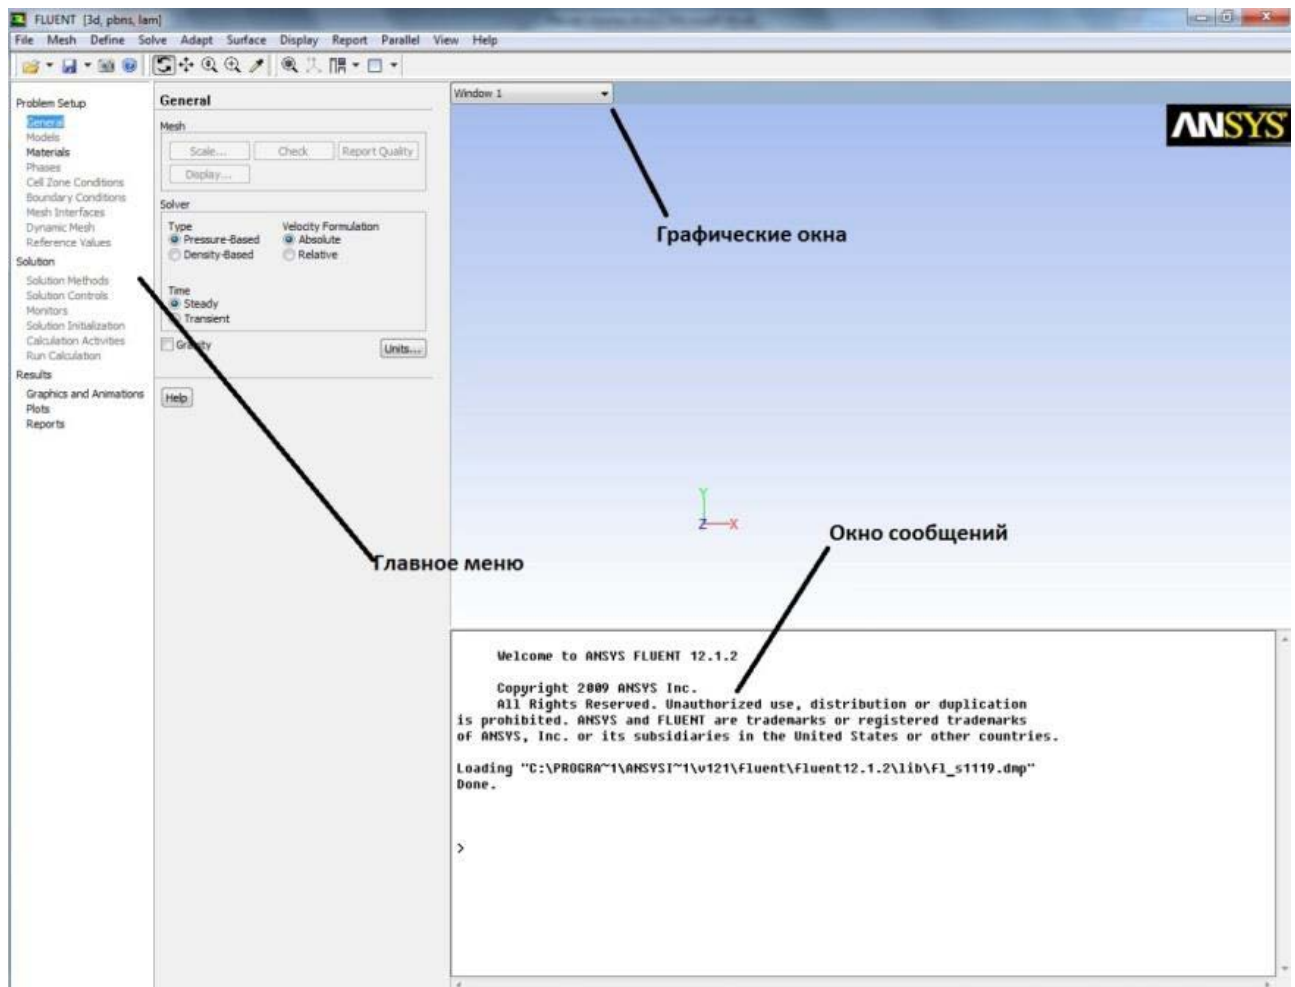 FLUENT [3d, pbns, lam]
File Mesh Define Solve Adapt Surface Display Report Parallel View Help
Problem Setup
General
Models
Materials
Phases
Cell Zone Conditions
Boundary Conditions
Mesh Interfaces
Dynamic Mesh
Reference Values
Solution
Solution Methods
Solution Controls
Monitors
Solution Initialization
Calculation Activities
Run Calculation
Results
Graphics and Animations
Plots
Reports
General
Mesh
Scale... Check Report Quality
Display...
Solver
Type Velocity Formulation
Pressure-Based Absolute
Density-Based Relative
Time
Steady
Transient
Gravity Units...
Help
Главное меню
Window 1
ANSYS
Графические окна
Y
Z X
Окно сообщений
Welcome to ANSYS FLUENT 12.1.2
Copyright 2009 ANSYS Inc.
All Rights Reserved. Unauthorized use, distribution or duplication
is prohibited. ANSYS and FLUENT are trademarks or registered trademarks
of ANSYS, Inc. or its subsidiaries in the United States or other countries.
Loading "C:\PROGRA~1\ANSYSI~1\v121\fluent\fluent12.1.2\lib\fl_s1119.dmp"
Done.
>